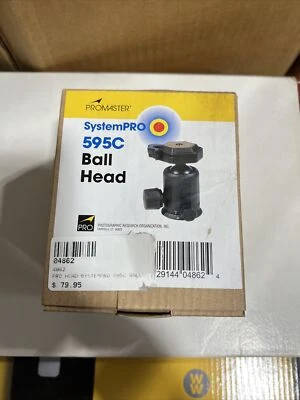 PROMASTER
SystemPRO
595C
Ball
Head
PRO
PHOTOGRAPHIC RESEARCH ORGANIZATION, INC.
04862
4862
PRO HEAD SYSTEMPRO 595C BALL
29144 04862 4
$ 79.95
W
W